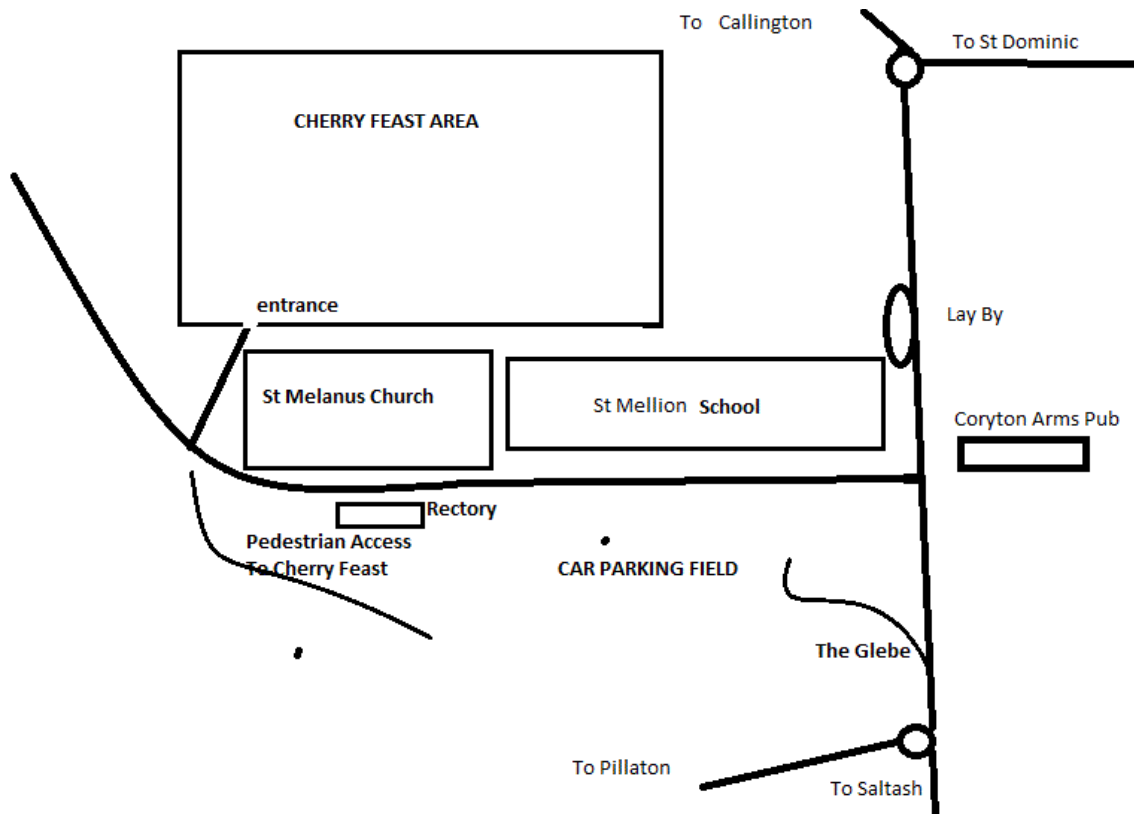 To Callington
To St Dominic
CHERRY FEAST AREA
entrance
Lay By
St Melanus Church
St Mellion School
Coryton Arms Pub
Rectory
Pedestrian Access
To Cherry Feast
CAR PARKING FIELD
The Glebe
To Pillaton
To Saltash